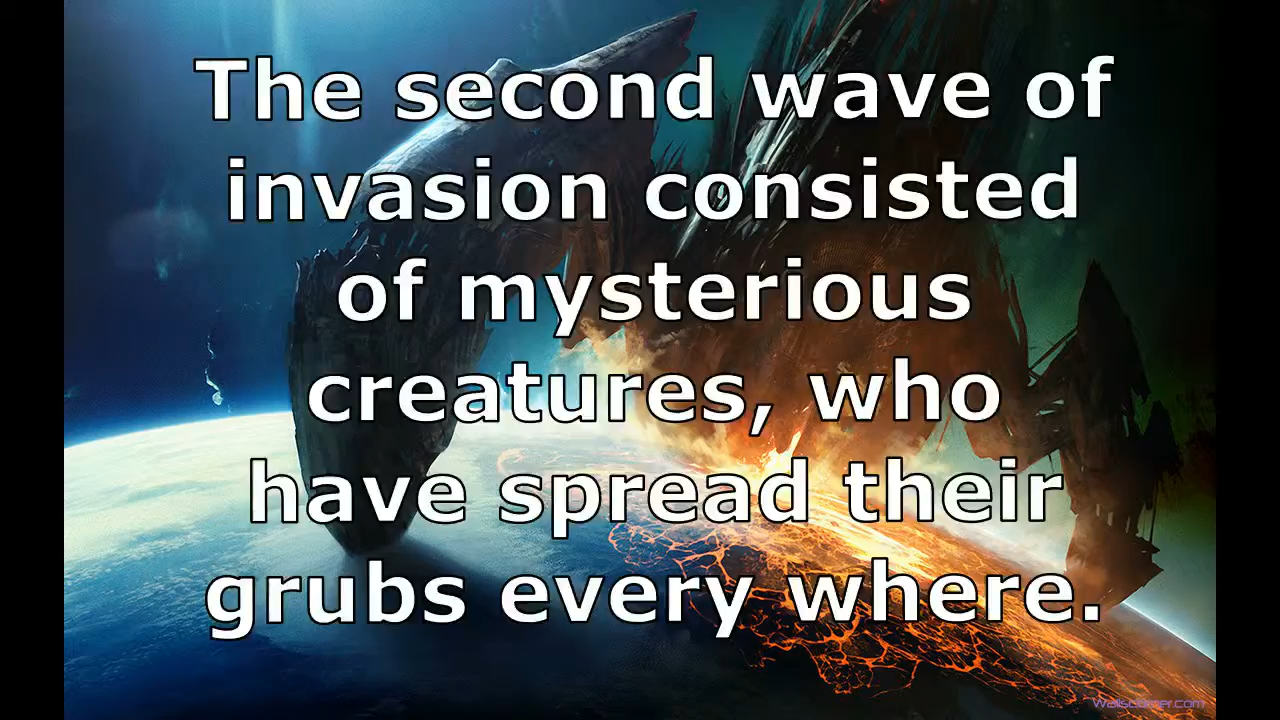 The second wave of
invasion consisted
of mysterious
creatures, who
have spread their
grubs every where.